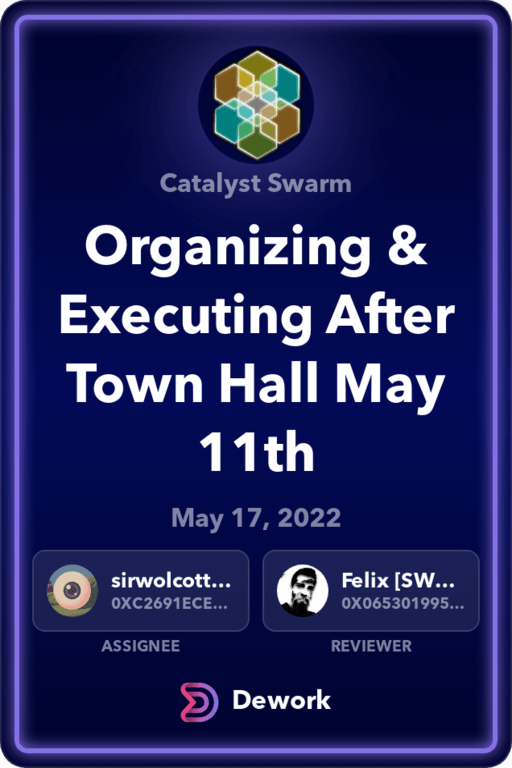 Catalyst Swarm
Organizing &
Executing After
Town Hall May
11th
May 17, 2022
sirwolcott...
0XC2691ECE...
ASSIGNEE
Felix [SW...
0X065301995...
REVIEWER
Dework